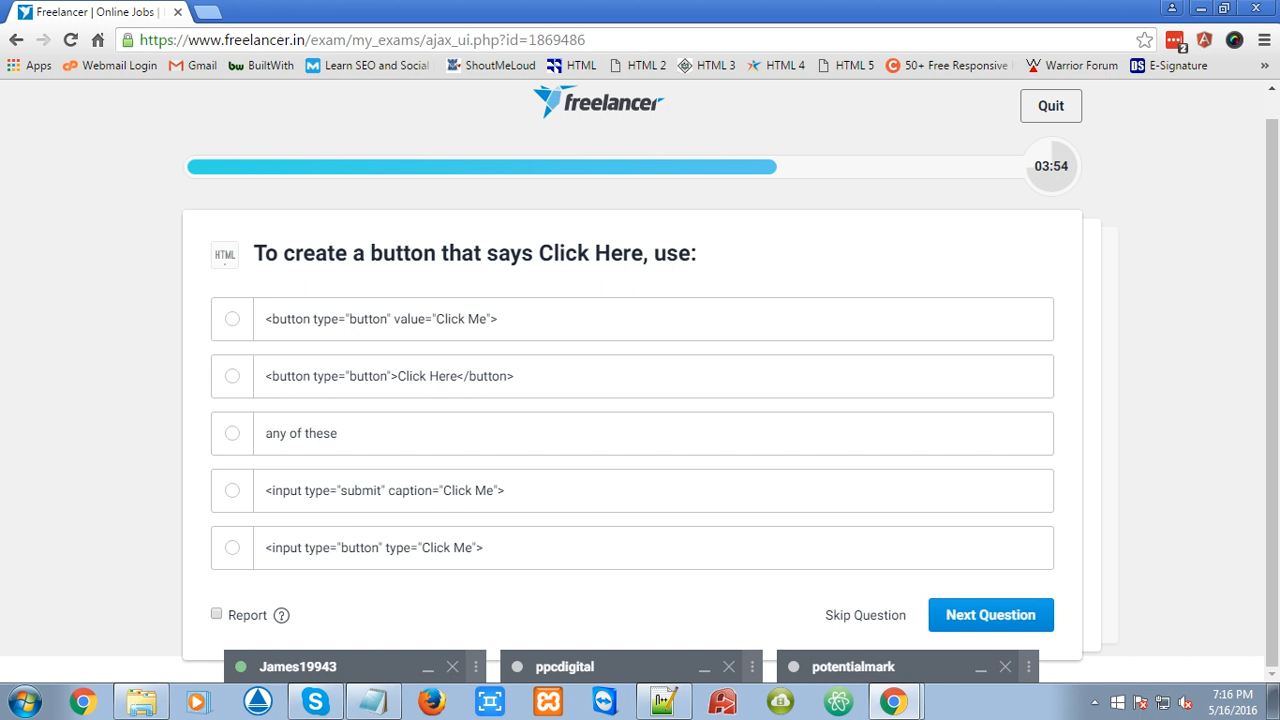 Freelancer | Online Jobs |
https://www.freelancer.in/exam/my_exams/ajax_ui.php?id=1869486
2
Apps Webmail Login Gmail bw BuiltWith Learn SEO and Social ShoutMeLoud HTML HTML 2 HTML 3 HTML 4 HTML 5 50+ Free Responsive Warrior Forum DS E-Signature »
freelancer
Quit
03:54
HTML To create a button that says Click Here, use:
<button type="button" value="Click Me">
<button type="button">Click Here</button>
any of these
<input type="submit" caption="Click Me">
<input type="button" type="Click Me">
Report ? Skip Question Next Question
James19943 ppcdigital potentialmark
7:16 PM
5/16/2016